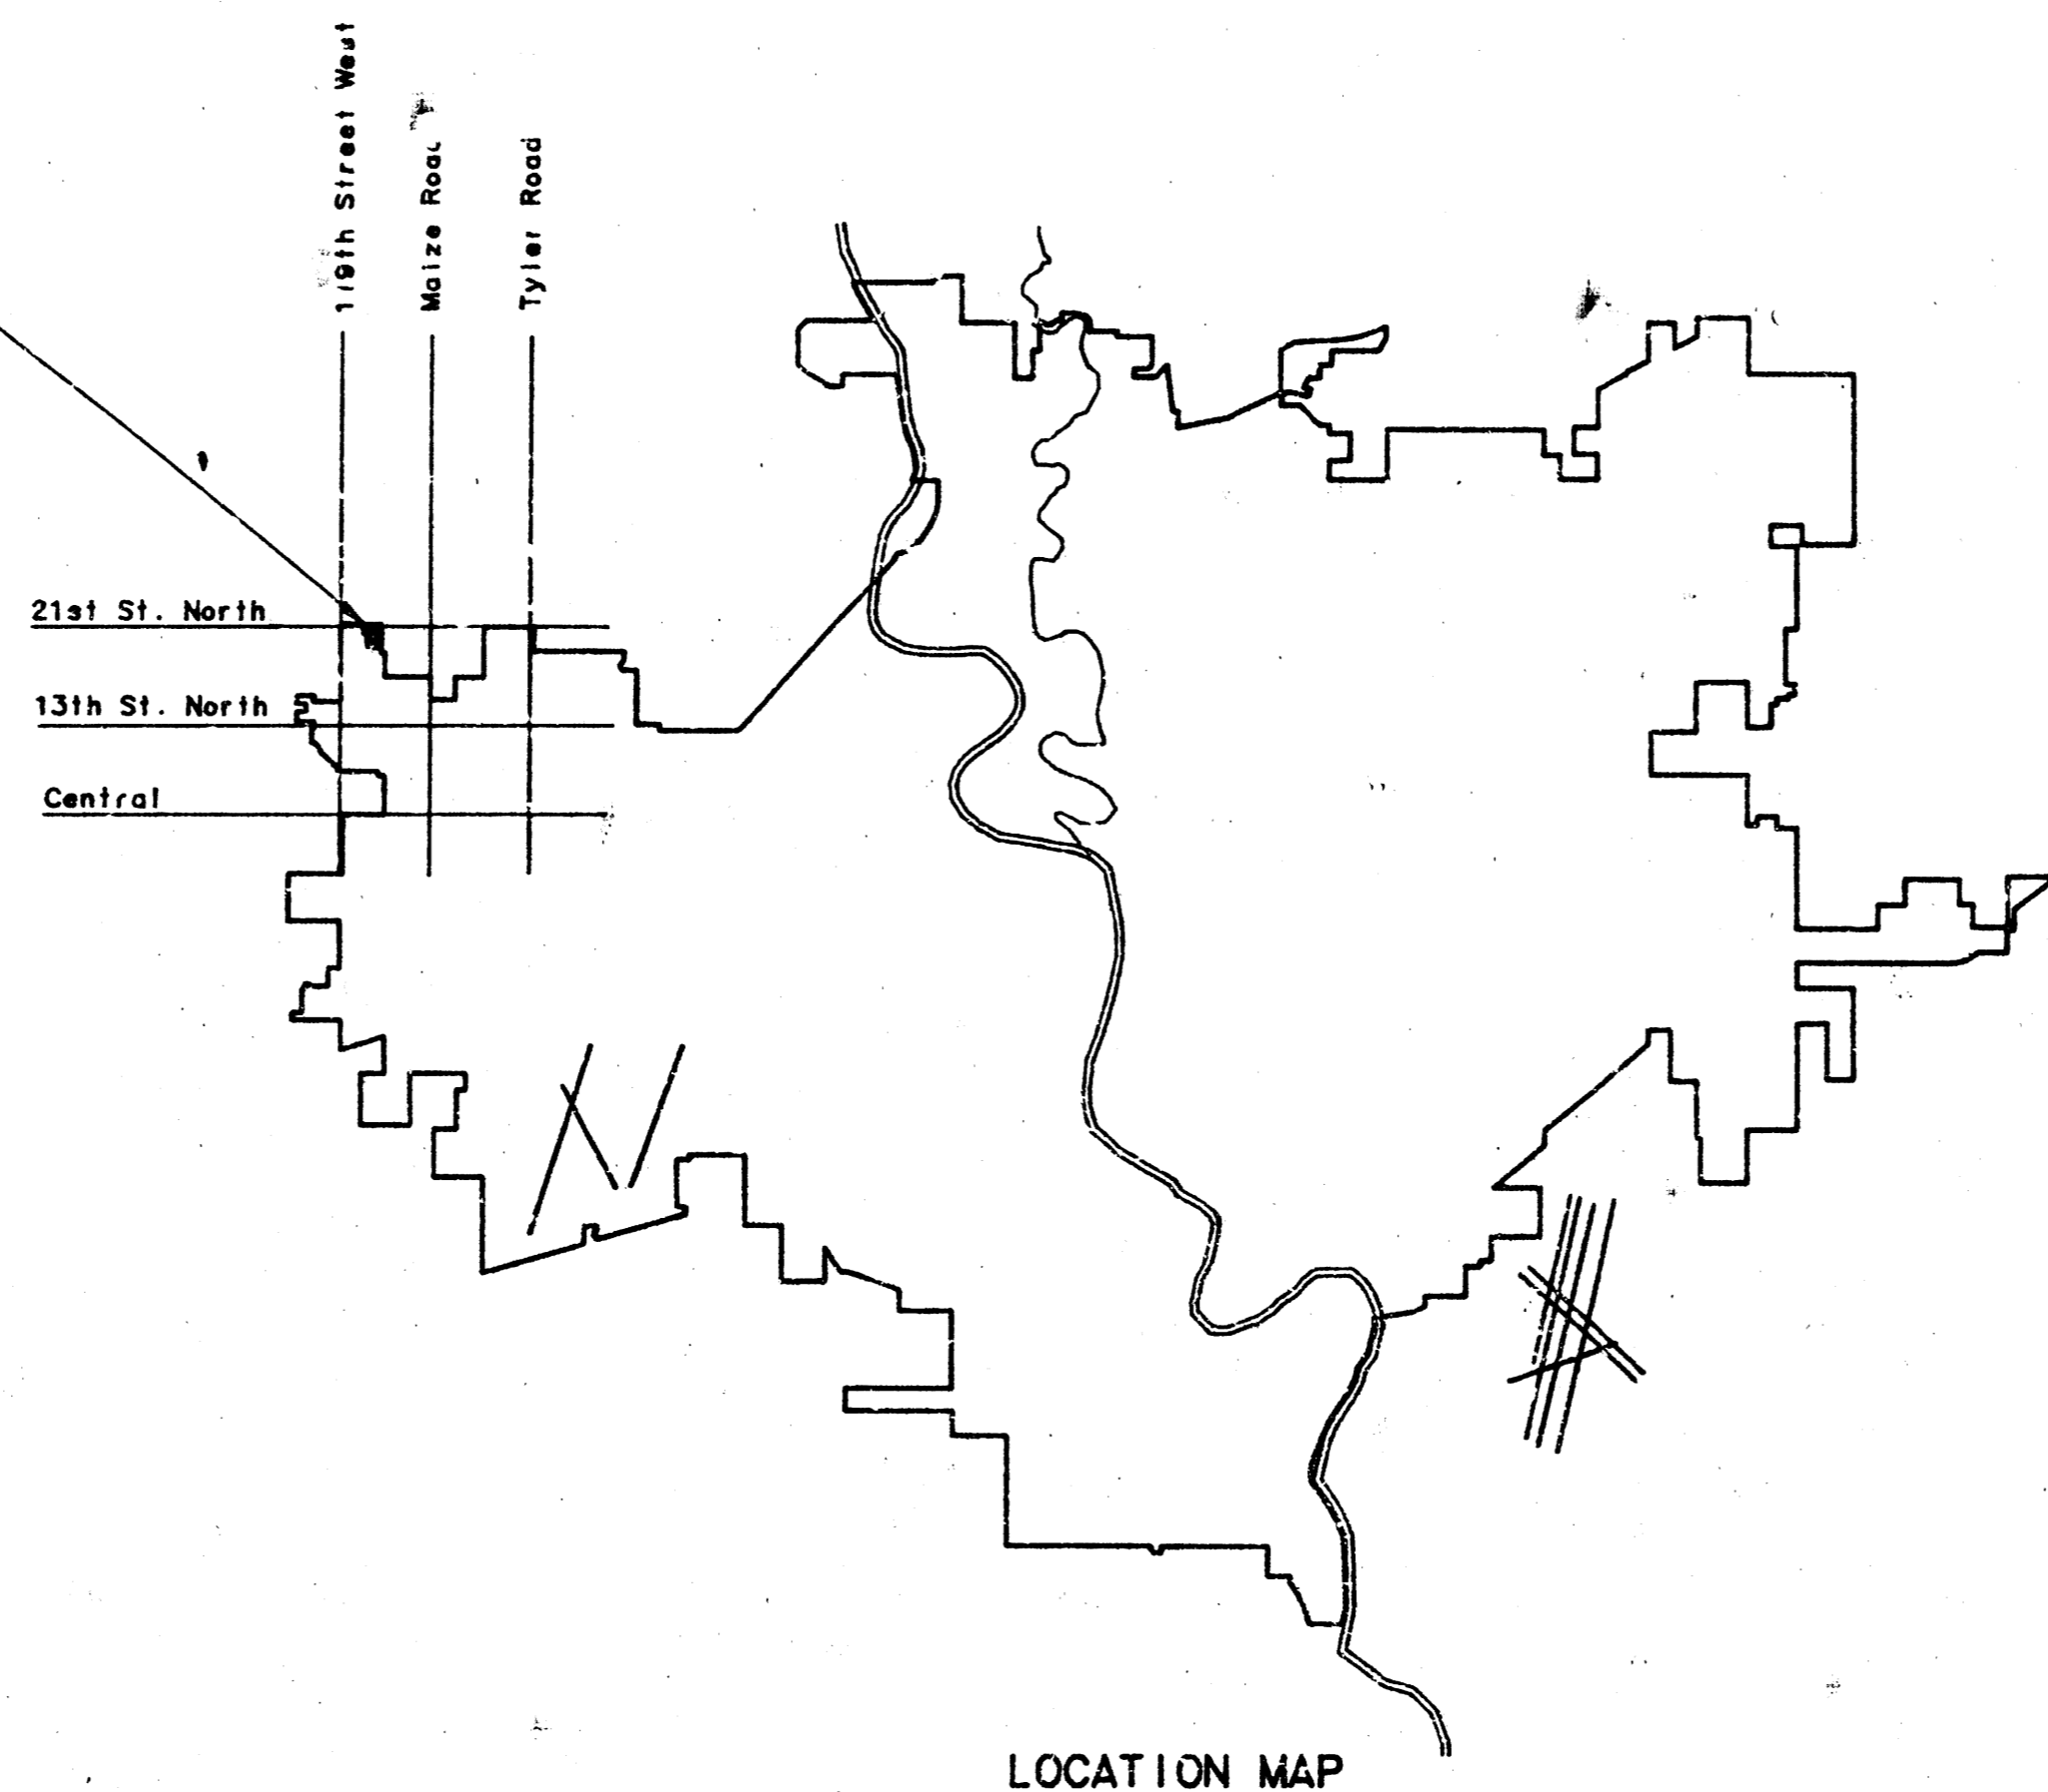 119th Street West
Maize Road
Tyler Road
21st St. North
13th St. North
Central
LOCATION MAP